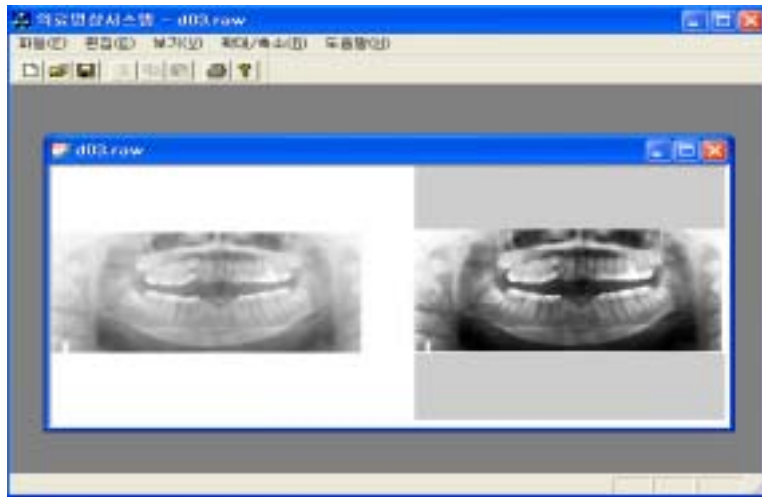 의료영상시스템 - d03.raw
파일(F) 편집(E) 보기(V) 확대/축소(B) 도움말(H)
d03.raw